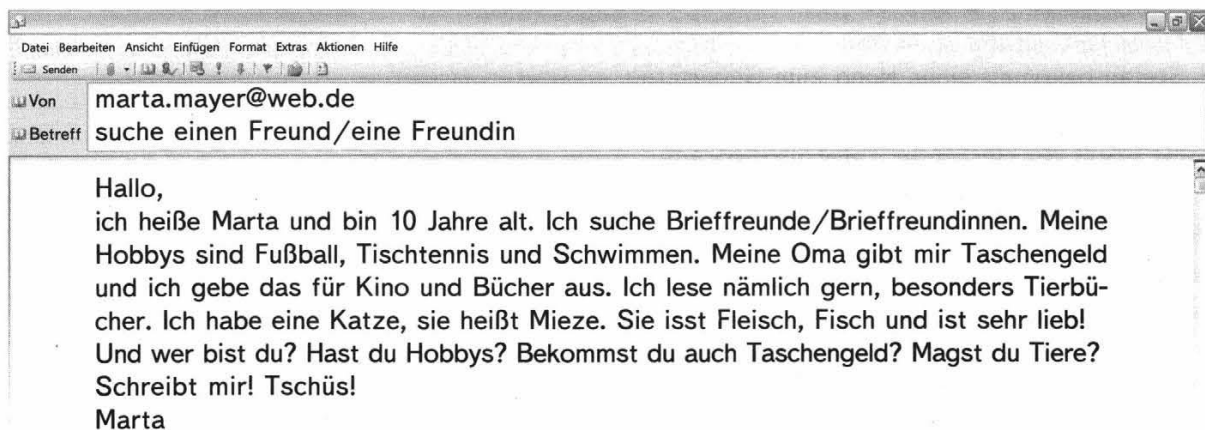 Datei Bearbeiten Ansicht Einfügen Format Extras Aktionen Hilfe
Senden
Von marta.mayer@web.de
Betreff suche einen Freund/eine Freundin
Hallo,
ich heiße Marta und bin 10 Jahre alt. Ich suche Brieffreunde/Brieffreundinnen. Meine
Hobbys sind Fußball, Tischtennis und Schwimmen. Meine Oma gibt mir Taschengeld
und ich gebe das für Kino und Bücher aus. Ich lese nämlich gern, besonders Tierbü-
cher. Ich habe eine Katze, sie heißt Mieze. Sie isst Fleisch, Fisch und ist sehr lieb!
Und wer bist du? Hast du Hobbys? Bekommst du auch Taschengeld? Magst du Tiere?
Schreibt mir! Tschüs!
Marta